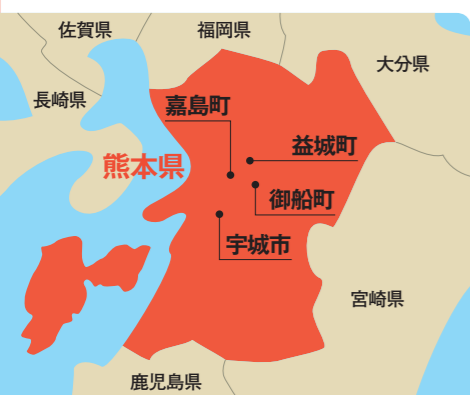 佐賀県
福岡県
大分県
長崎県
嘉島町
益城町
熊本県
御船町
宇城市
宮崎県
鹿児島県